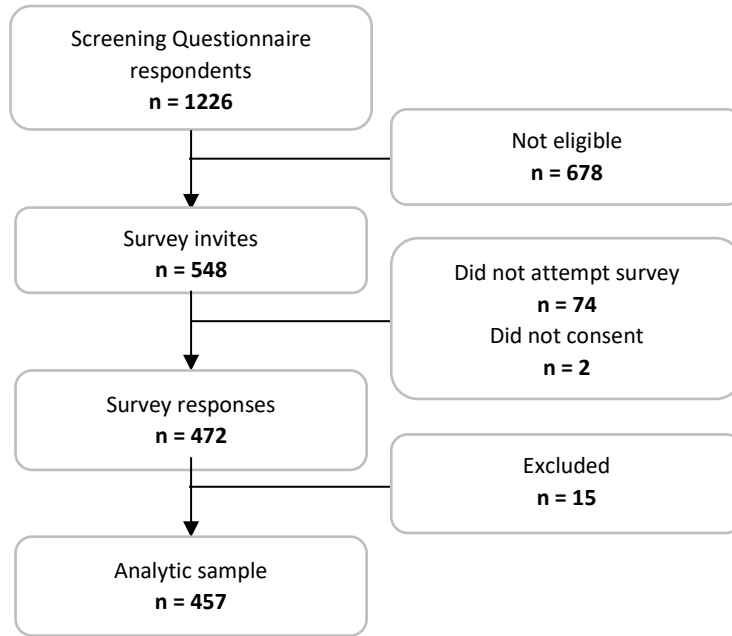 Screening Questionnaire
respondents
n = 1226
Not eligible
n = 678
Survey invites
n = 548
Did not attempt survey
n = 74
Did not consent
n = 2
Survey responses
n = 472
Excluded
n = 15
Analytic sample
n = 457